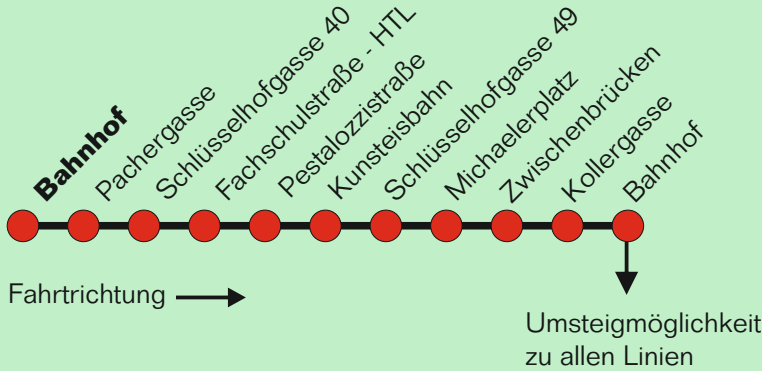 Bahnhof
Pachergasse
Schlüsselhofgasse 40
Fachschulstraße - HTL
Pestalozzistraße
Kunsteisbahn
Schlüsselhofgasse 49
Michaelerplatz
Zwischenbrücken
Kollergasse
Bahnhof
Fahrtrichtung
Umsteigmöglichkeit
zu allen Linien